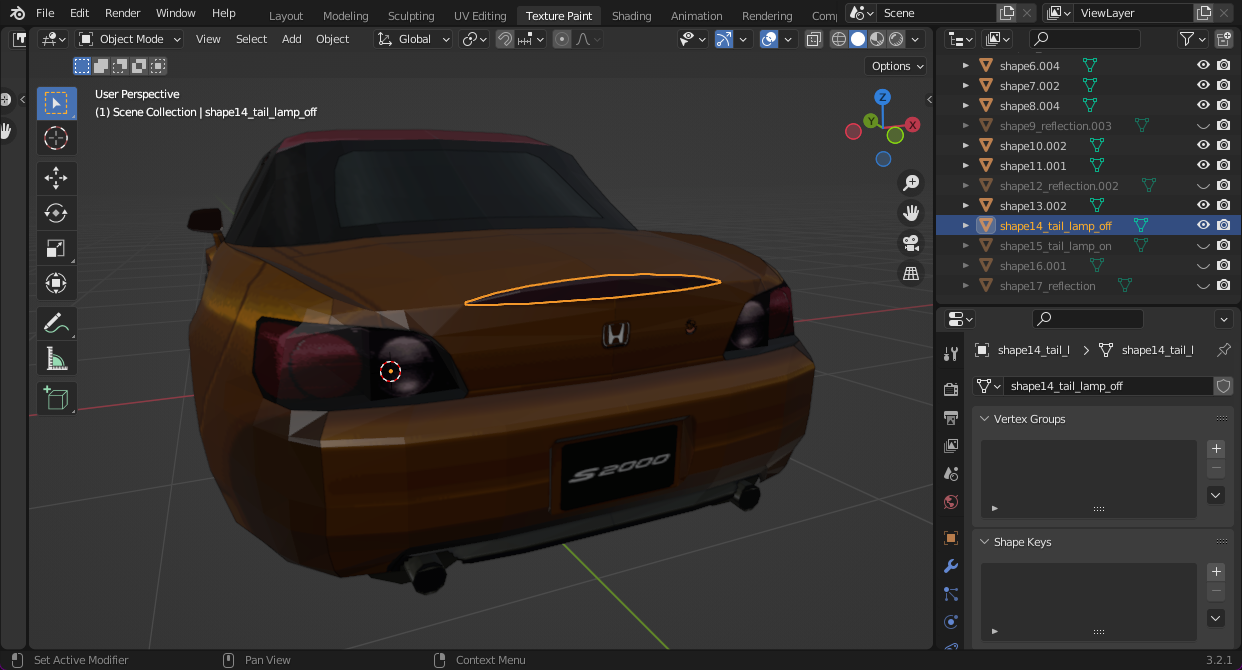 File Edit Render Window Help Layout Modeling Sculpting UV Editing Texture Paint Shading Animation Rendering Comp Scene ViewLayer
Object Mode View Select Add Object Global
Options
User Perspective
(1) Scene Collection | shape14_tail_lamp_off
Z
Y
X
S2000
shape6.004
shape7.002
shape8.004
shape9_reflection.003
shape10.002
shape11.001
shape12_reflection.002
shape13.002
shape14_tail_lamp_off
shape15_tail_lamp_on
shape16.001
shape17_reflection
shape14_tail_l shape14_tail_l
shape14_tail_lamp_off
Vertex Groups
Shape Keys
Set Active Modifier Pan View Context Menu 3.2.1